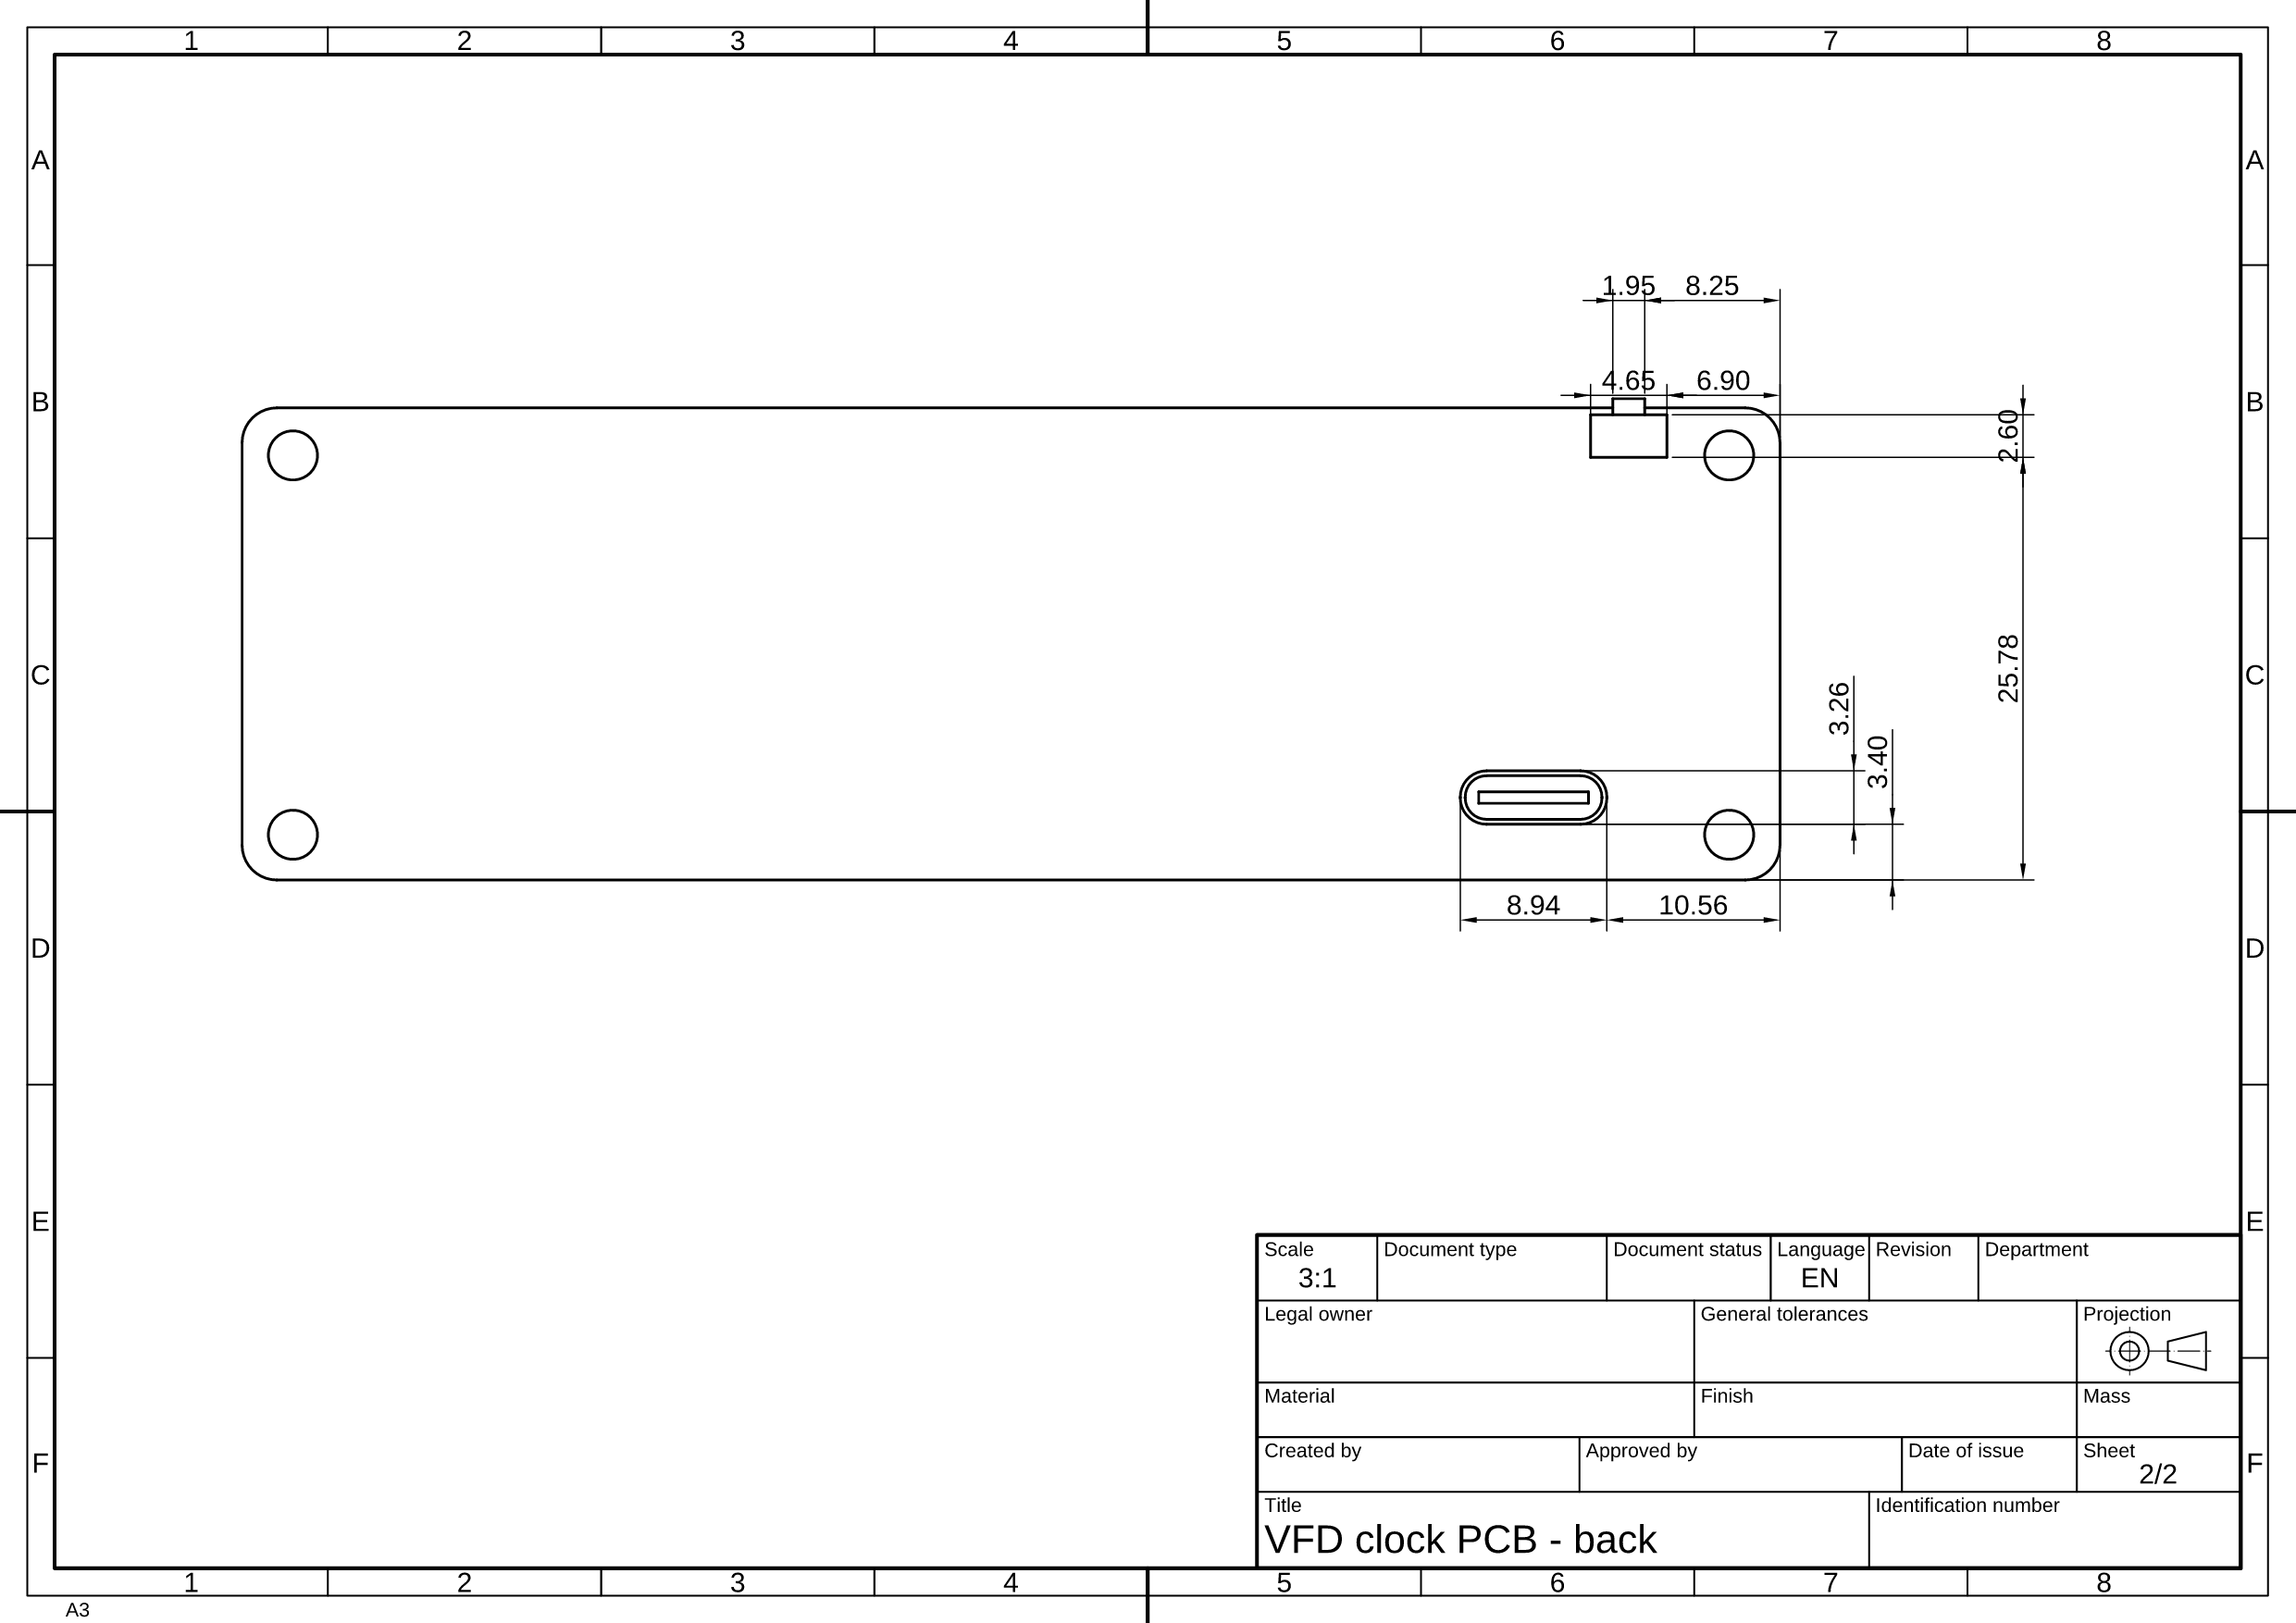 1 2 3 4 5 6 7 8
A A
1.95 8.25
4.65 6.90
B B
2.60
C C
25.78
3.26
3.40
8.94 10.56
D D
E E
Scale Document type Document status Language Revision Department
3:1 EN
Legal owner General tolerances Projection
Material Finish Mass
Created by Approved by Date of issue Sheet
F 2/2 F
Title Identification number
VFD clock PCB - back
1 2 3 4 5 6 7 8
A3